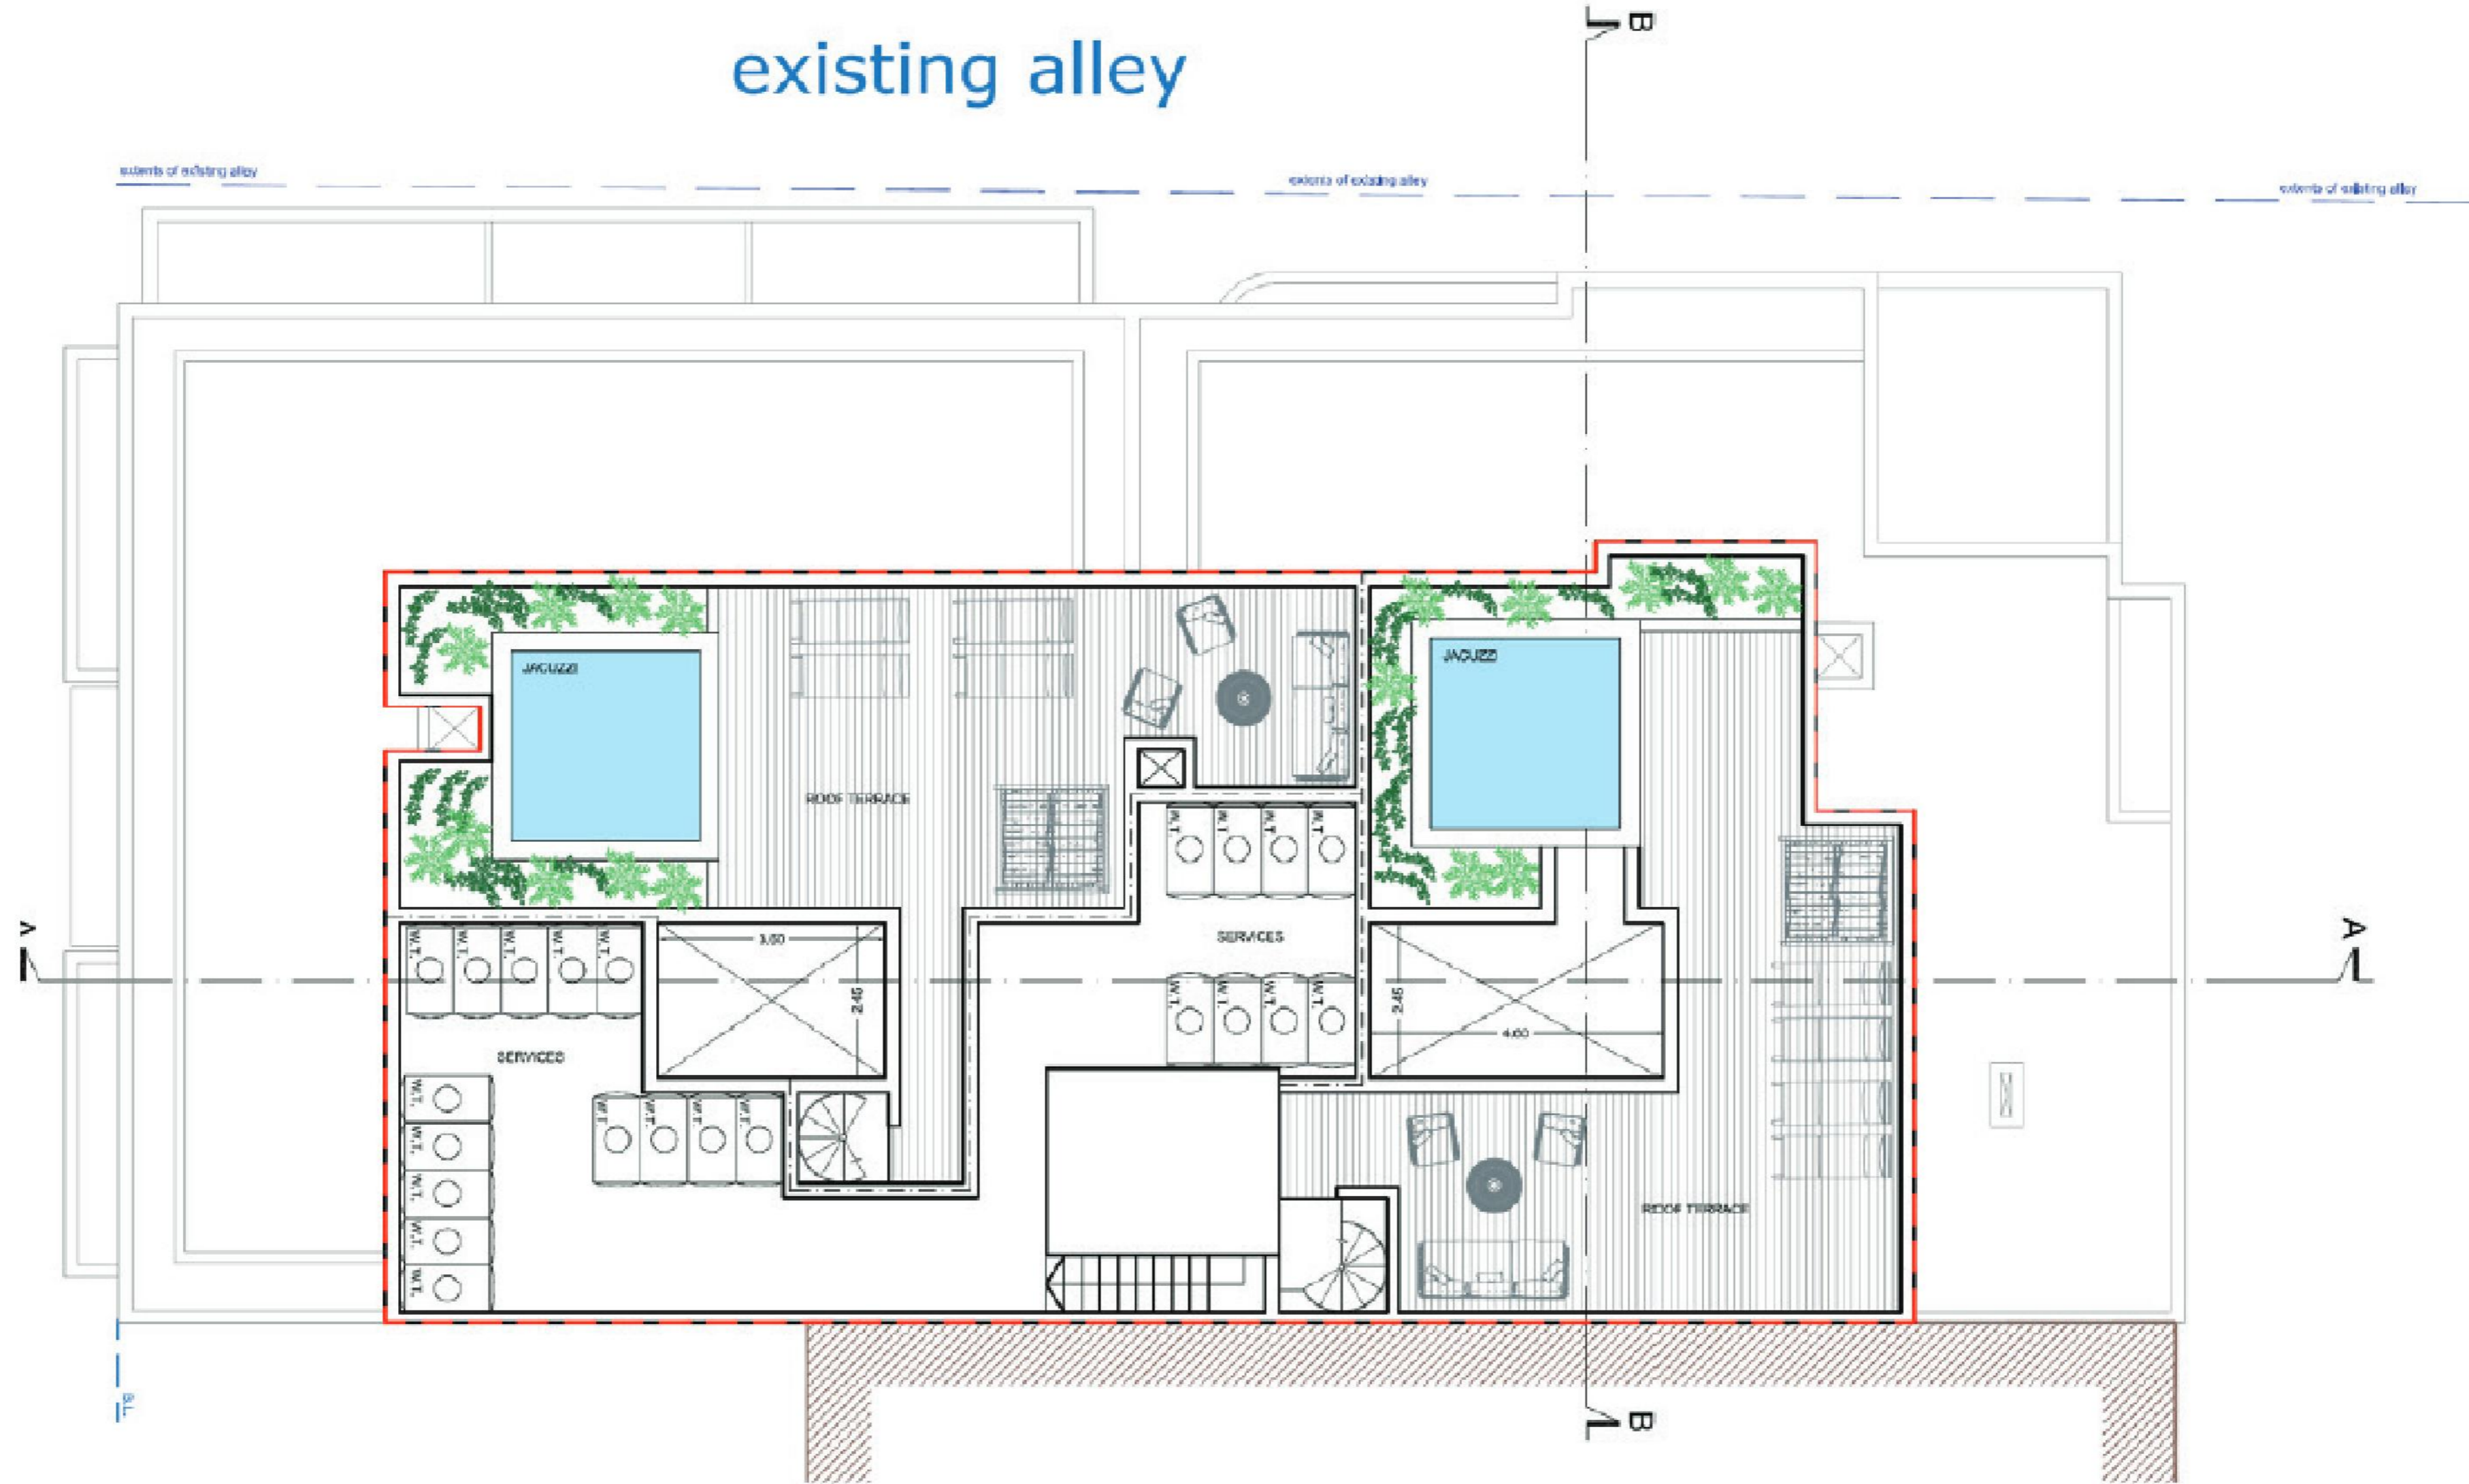 B
existing alley
extents of existing alley
extents of existing alley
extents of existing alley
JACUZZI
JACUZZI
ROOF TERRACE
W.T.
W.T.
W.T.
W.T.
A
A
W.T.
W.T.
W.T.
W.T.
W.T.
3.60
2.45
SERVICES
W.T.
W.T.
W.T.
W.T.
2.45
4.60
SERVICES
W.T.
W.T.
W.T.
W.T.
W.T.
W.T.
W.T.
W.T.
W.T.
ROOF TERRACE
B.L.
B